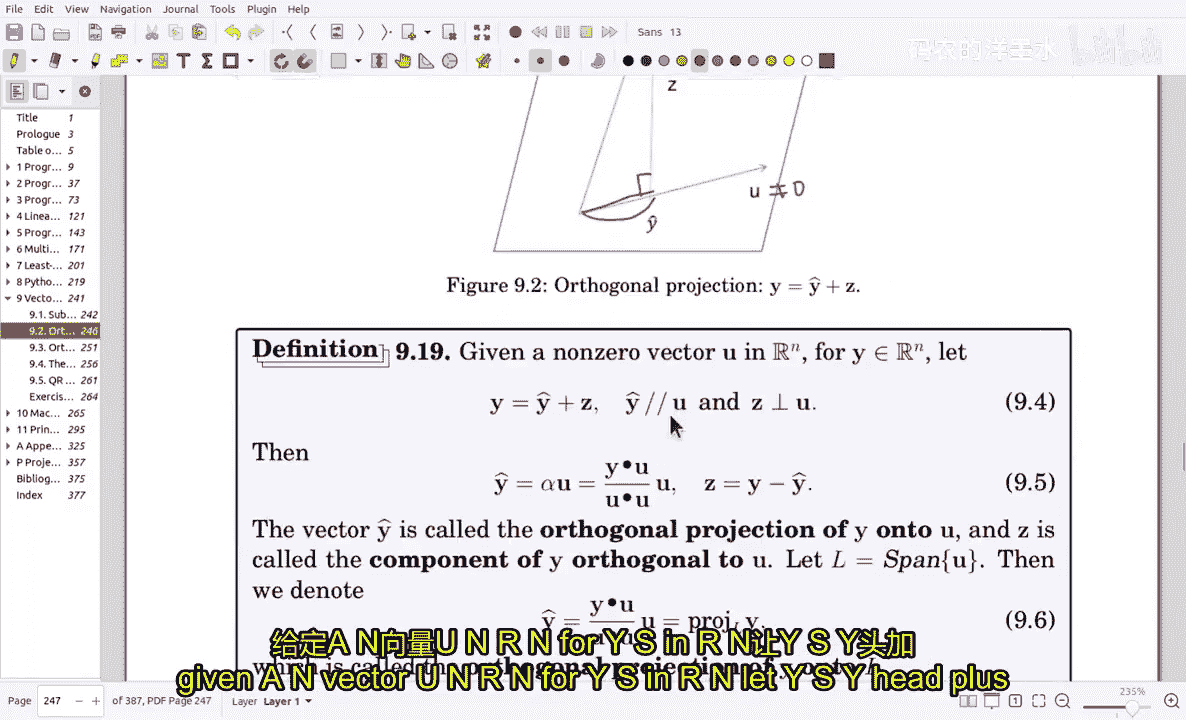 File Edit View Navigation Journal Tools Plugin Help
Sans 13
Title 1
Prologue 3
Table o... 5
1 Progr... 9
2 Progr... 37
3 Progr... 73
4 Linea... 121
5 Progr... 143
6 Multi... 171
7 Least-... 201
8 Pytho... 219
9 Vecto... 241
9.1. Sub... 242
9.2. Ort... 246
9.3. Ort... 251
9.4. The... 256
9.5. QR ... 261
Exercis... 264
10 Mac... 265
11 Prin... 295
A Appe... 325
P Proje... 357
Bibliog... 375
Index 377
z
u ≠ 0
ŷ
Figure 9.2: Orthogonal projection: y = ŷ + z.
Definition 9.19. Given a nonzero vector u in ℝⁿ, for y ∈ ℝⁿ, let
y = ŷ + z, ŷ // u and z ⊥ u. (9.4)
Then
ŷ = αu = y•u / u•u u, z = y − ŷ. (9.5)
The vector ŷ is called the orthogonal projection of y onto u, and z is
called the component of y orthogonal to u. Let L = Span{u}. Then
we denote
ŷ = y•u / u•u u = proj_L y, (9.6)
给定A N向量U N R N for Y S in R N让Y S Y头加
given A N vector U N R N for Y S in R N let Y S Y head plus
Page 247 of 387, PDF Page 247 Layer Layer 1
235%